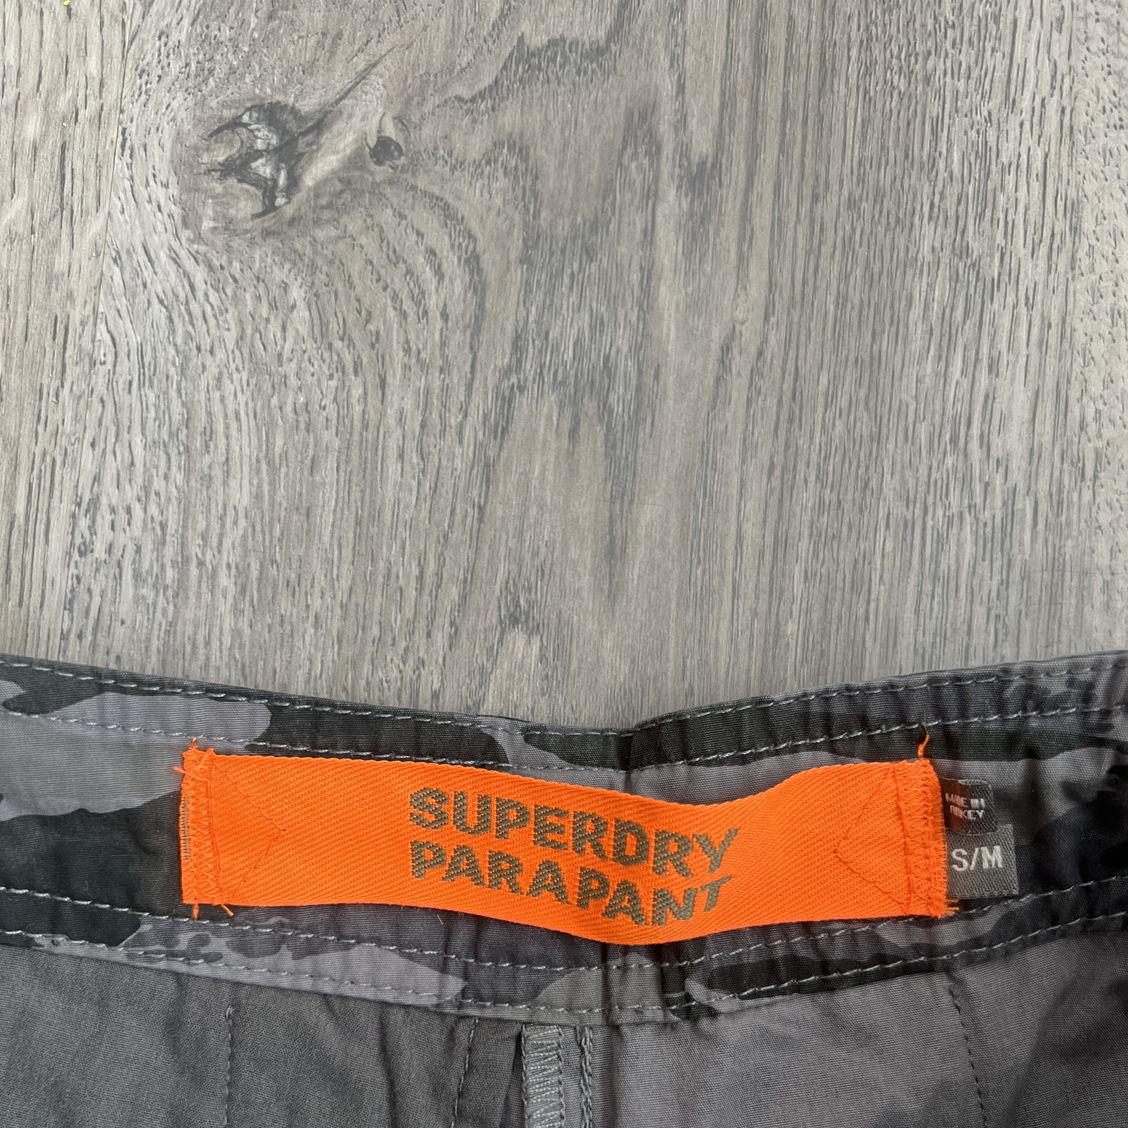 SUPERDRY
PARAPANT
MADE IN
TURKEY
S/M